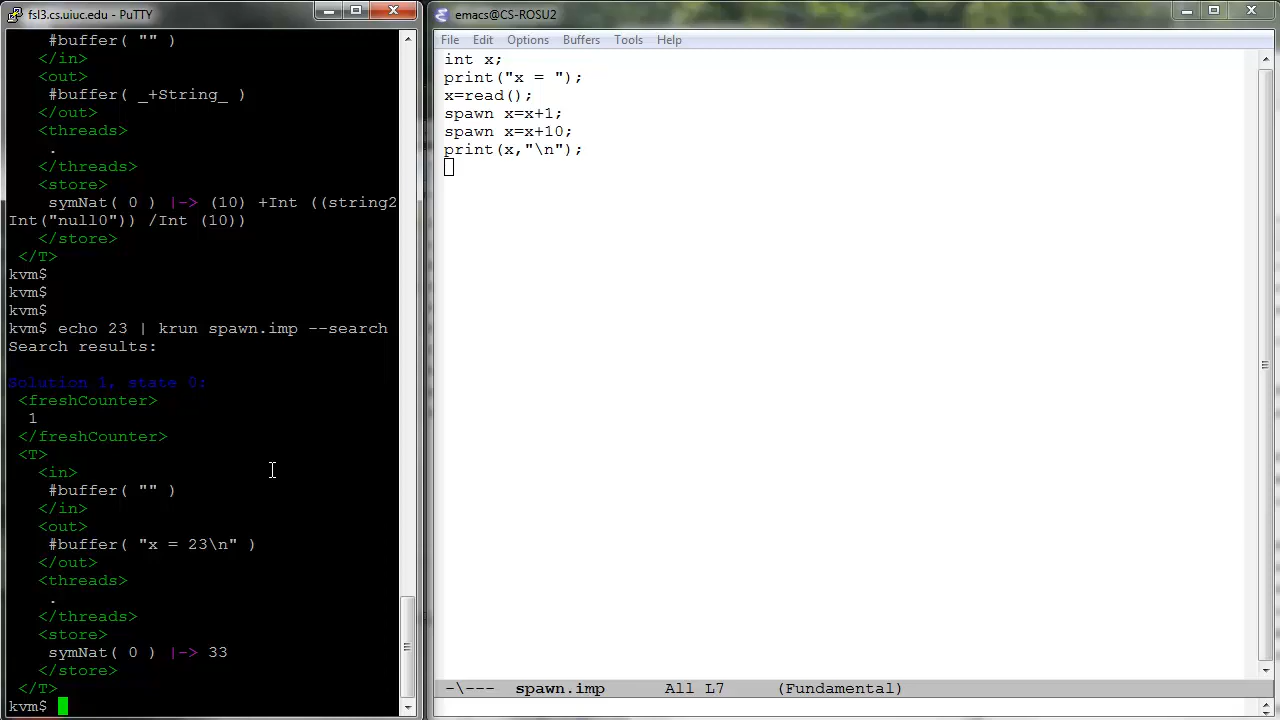 fsl3.cs.uiuc.edu - PuTTY
#buffer( "" )
</in>
<out>
#buffer( _+String_ )
</out>
<threads>
.
</threads>
<store>
symNat( 0 ) |-> (10) +Int ((string2
Int("null0")) /Int (10))
</store>
</T>
kvm$
kvm$
kvm$
kvm$ echo 23 | krun spawn.imp --search
Search results:
Solution 1, state 0:
<freshCounter>
1
</freshCounter>
<T>
<in>
#buffer( "" )
</in>
<out>
#buffer( "x = 23\n" )
</out>
<threads>
.
</threads>
<store>
symNat( 0 ) |-> 33
</store>
</T>
kvm$
emacs@CS-ROSU2
File Edit Options Buffers Tools Help
int x;
print("x = ");
x=read();
spawn x=x+1;
spawn x=x+10;
print(x,"\n");
-\--- spawn.imp All L7 (Fundamental)